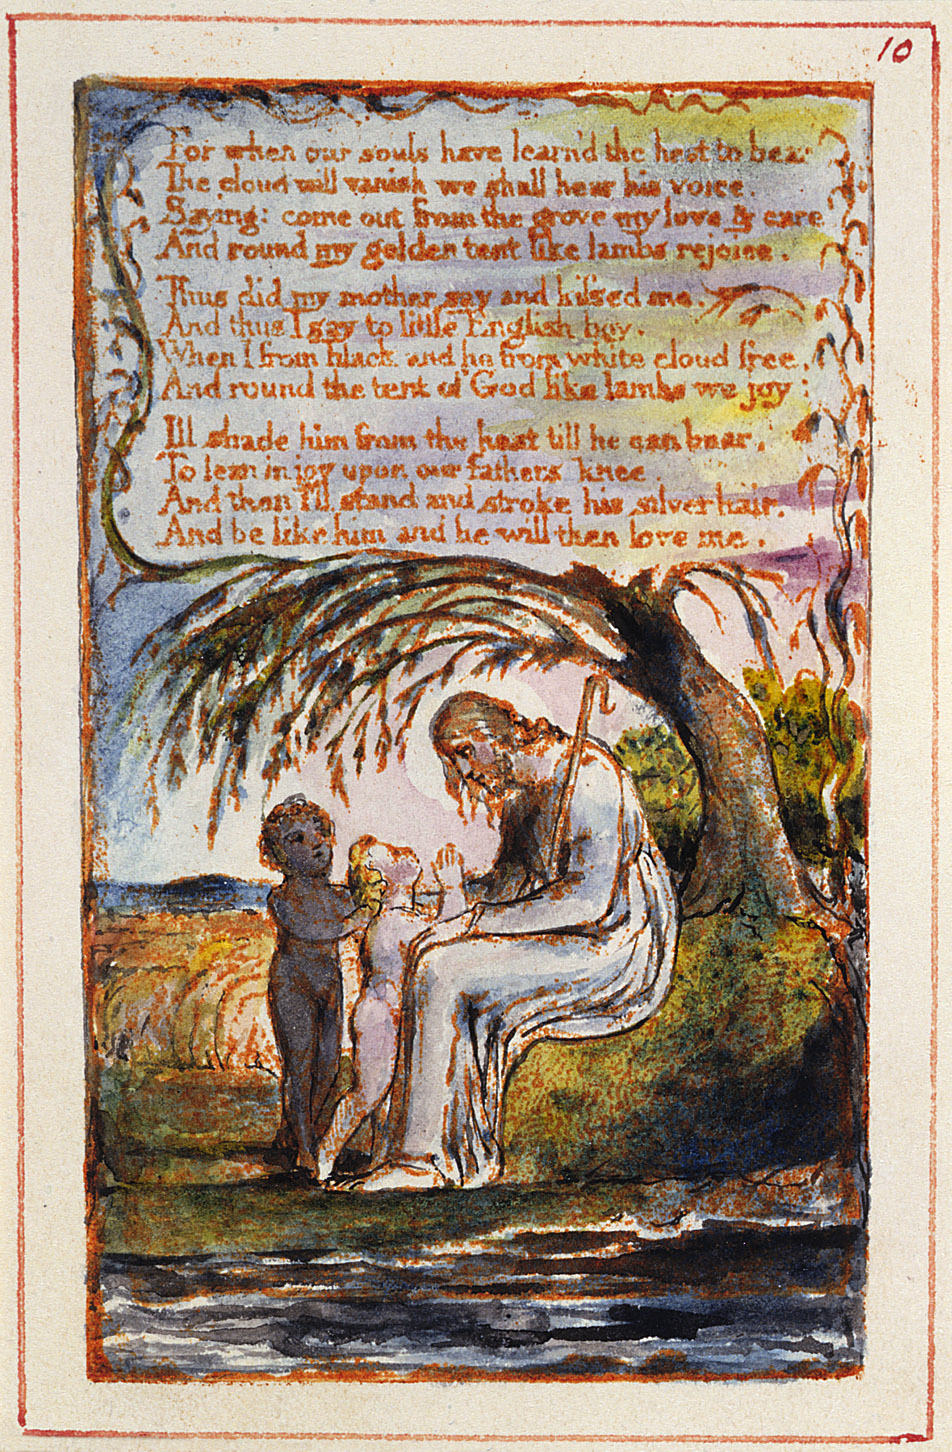 10
For when our souls have learn'd the heat to bear
The cloud will vanish we shall hear his voice.
Saying: come out from the grove my love & care,
And round my golden tent like lambs rejoice.
Thus did my mother say and kissed me.
And thus I say to little English boy.
When I from black and he from white cloud free,
And round the tent of God like lambs we joy:
Ill shade him from the heat till he can bear,
To lean in joy upon our fathers knee
And then I'll stand and stroke his silver hair,
And be like him and he will then love me.